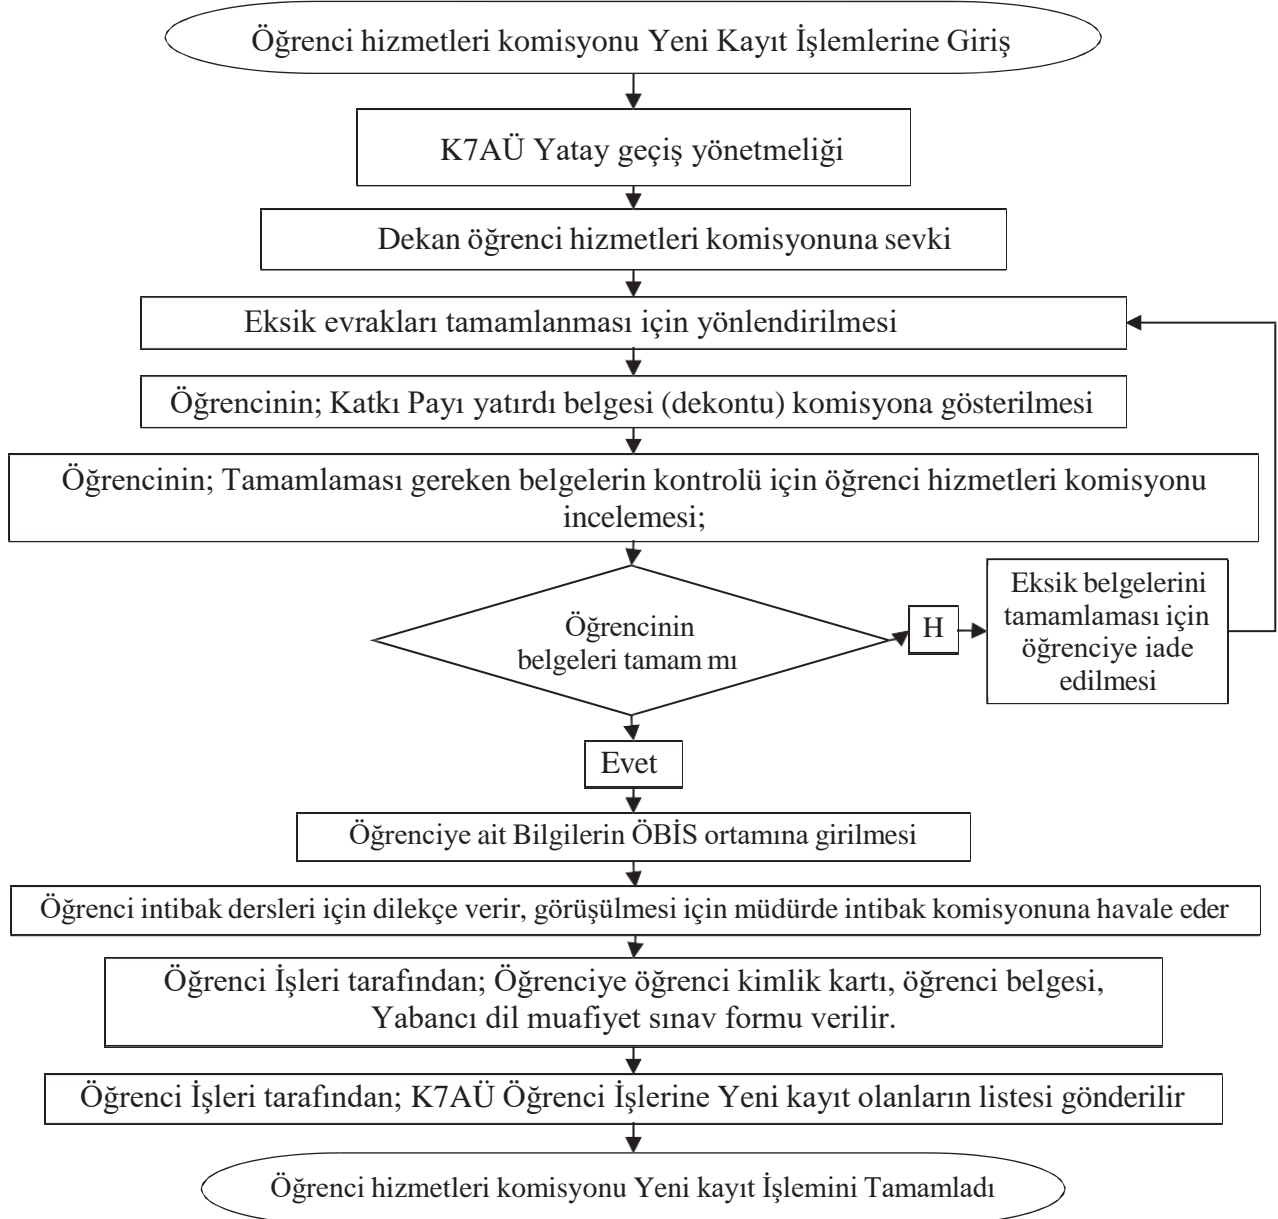 Öğrenci hizmetleri komisyonu Yeni Kayıt İşlemlerine Giriş
K7AÜ Yatay geçiş yönetmeliği
Dekan öğrenci hizmetleri komisyonuna sevki
Eksik evrakları tamamlanması için yönlendirilmesi
Öğrencinin; Katkı Payı yatırdı belgesi (dekontu) komisyona gösterilmesi
Öğrencinin; Tamamlaması gereken belgelerin kontrolü için öğrenci hizmetleri komisyonu
incelemesi;
Öğrencinin
belgeleri tamam mı
H
Eksik belgelerini
tamamlaması için
öğrenciye iade
edilmesi
Evet
Öğrenciye ait Bilgilerin ÖBİS ortamına girilmesi
Öğrenci intibak dersleri için dilekçe verir, görüşülmesi için müdürde intibak komisyonuna havale eder
Öğrenci İşleri tarafından; Öğrenciye öğrenci kimlik kartı, öğrenci belgesi,
Yabancı dil muafiyet sınav formu verilir.
Öğrenci İşleri tarafından; K7AÜ Öğrenci İşlerine Yeni kayıt olanların listesi gönderilir
Öğrenci hizmetleri komisyonu Yeni kayıt İşlemini Tamamladı